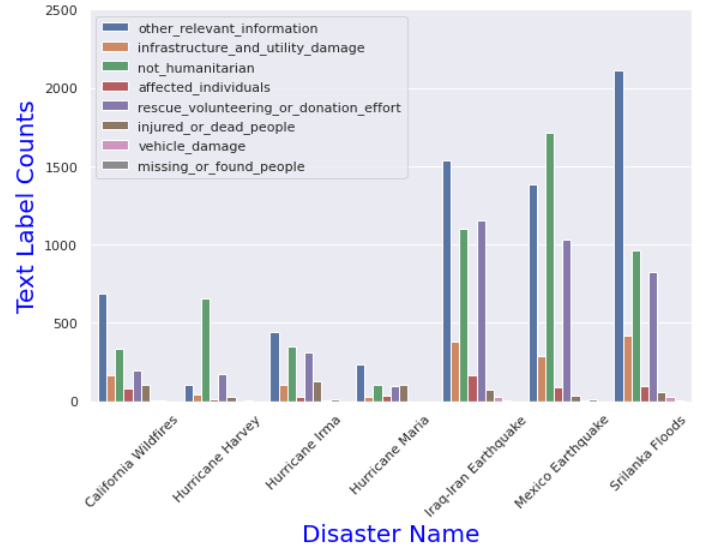 2500
2000
1500
1000
500
0
Text Label Counts
other_relevant_information
infrastructure_and_utility_damage
not_humanitarian
affected_individuals
rescue_volunteering_or_donation_effort
injured_or_dead_people
vehicle_damage
missing_or_found_people
California Wildfires
Hurricane Harvey
Hurricane Irma
Hurricane Maria
Iraq-Iran Earthquake
Mexico Earthquake
Srilanka Floods
Disaster Name